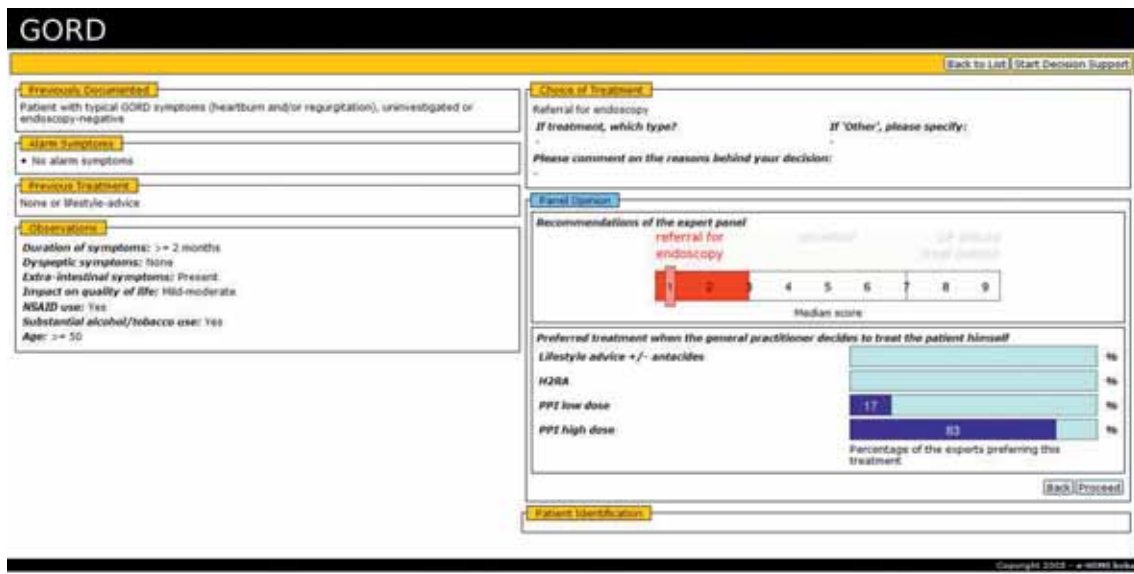 GORD
Back to List Start Decision Support
Previously Documented
Patient with typical GORD symptoms (heartburn and/or regurgitation), uninvestigated or
endoscopy-negative
Alarm Symptoms
• No alarm symptoms
Previous Treatment
None or lifestyle-advice
Observations
Duration of symptoms: >= 2 months
Dyspeptic symptoms: None
Extra-intestinal symptoms: Present
Impact on quality of life: Mild-moderate
NSAID use: Yes
Substantial alcohol/tobacco use: Yes
Age: >= 50
Choice of Treatment
Referral for endoscopy
If treatment, which type? If 'Other', please specify:
- -
Please comment on the reasons behind your decision:
-
Panel Opinion
Recommendations of the expert panel
referral for
endoscopy
1 2 3 4 5 6 7 8 9
Median score
Preferred treatment when the general practitioner decides to treat the patient himself
Lifestyle advice +/- antacides %
H2RA %
PPI low dose 17 %
PPI high dose 83 %
Percentage of the experts preferring this
treatment
Back Proceed
Patient Identification
Copyright 2008 -